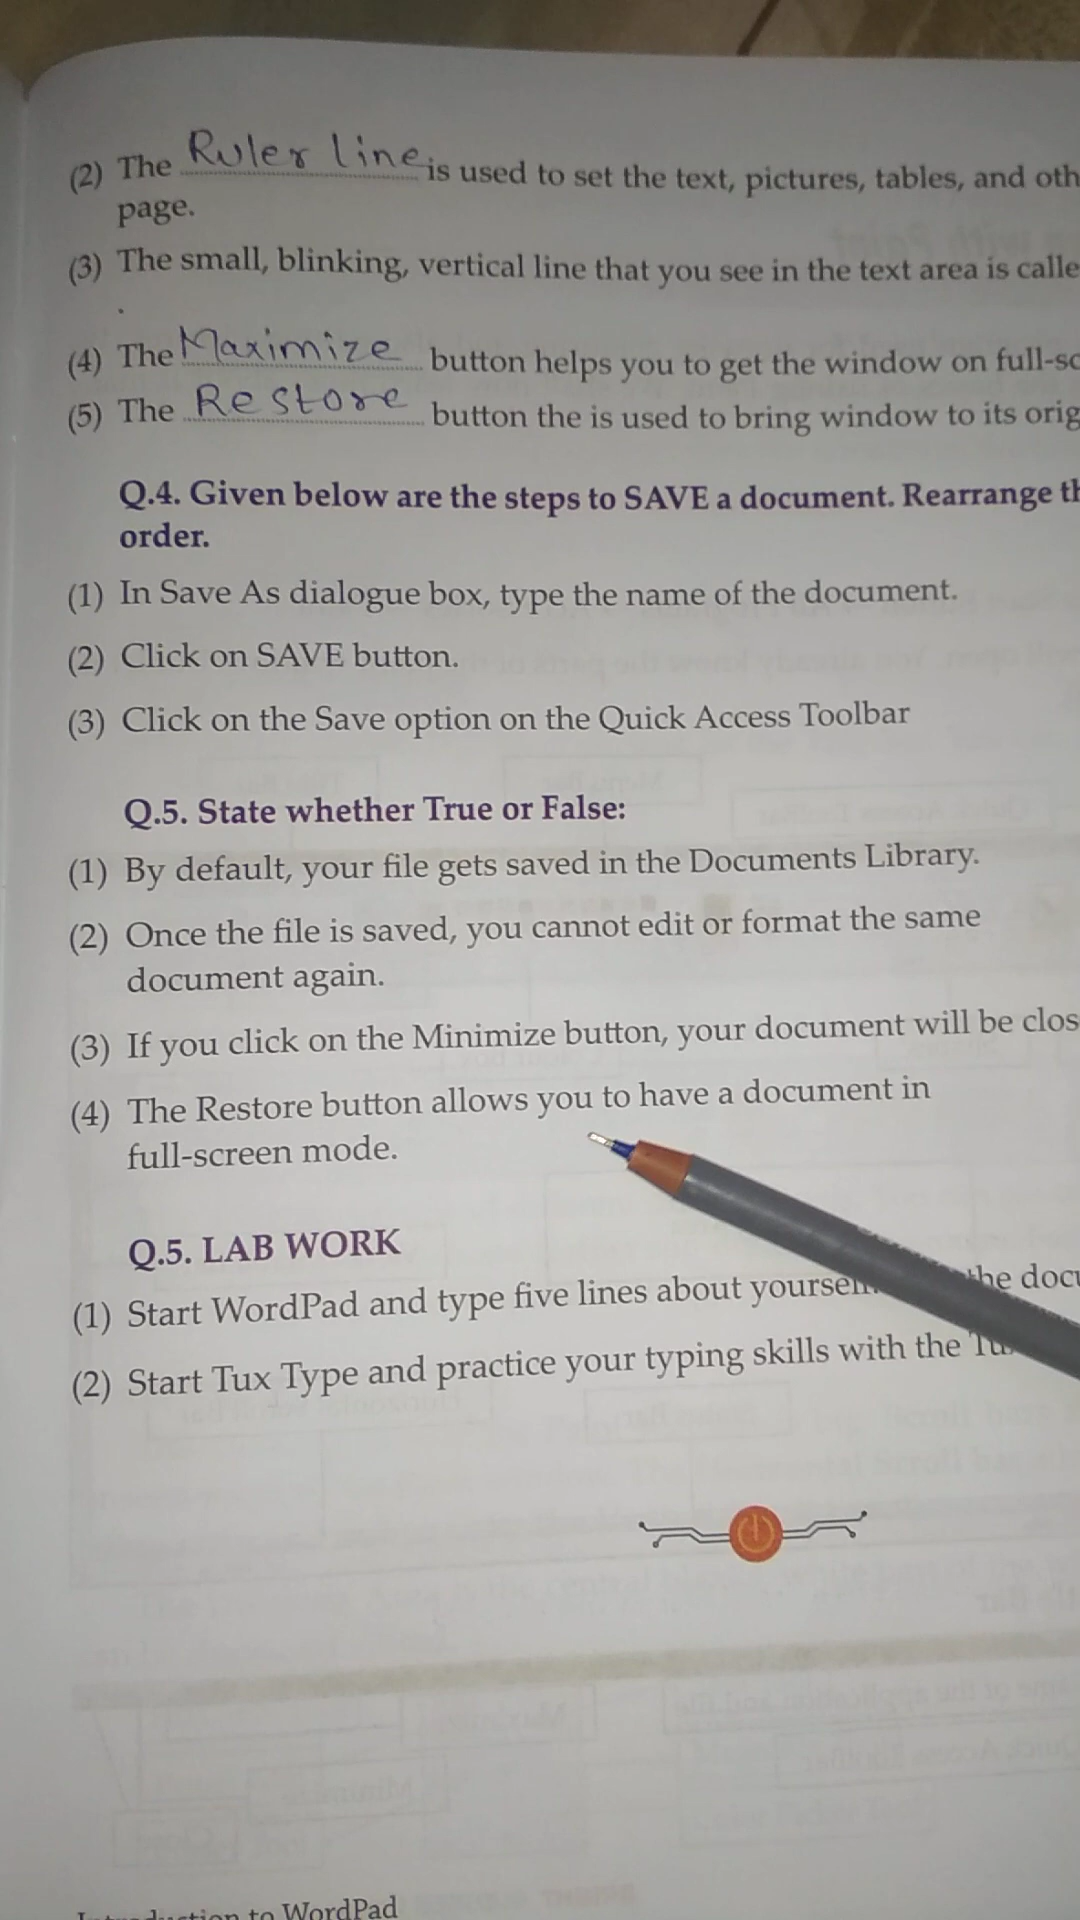 (2) The Ruler line is used to set the text, pictures, tables, and oth
page.
(3) The small, blinking, vertical line that you see in the text area is calle
.
(4) The Maximize button helps you to get the window on full-sc
(5) The Restore button the is used to bring window to its orig
Q.4. Given below are the steps to SAVE a document. Rearrange th
order.
(1) In Save As dialogue box, type the name of the document.
(2) Click on SAVE button.
(3) Click on the Save option on the Quick Access Toolbar
Q.5. State whether True or False:
(1) By default, your file gets saved in the Documents Library.
(2) Once the file is saved, you cannot edit or format the same
document again.
(3) If you click on the Minimize button, your document will be clos
(4) The Restore button allows you to have a document in
full-screen mode.
Q.5. LAB WORK
(1) Start WordPad and type five lines about the docu
(2) Start Tux Type and practice your typing skills with the
to WordPad